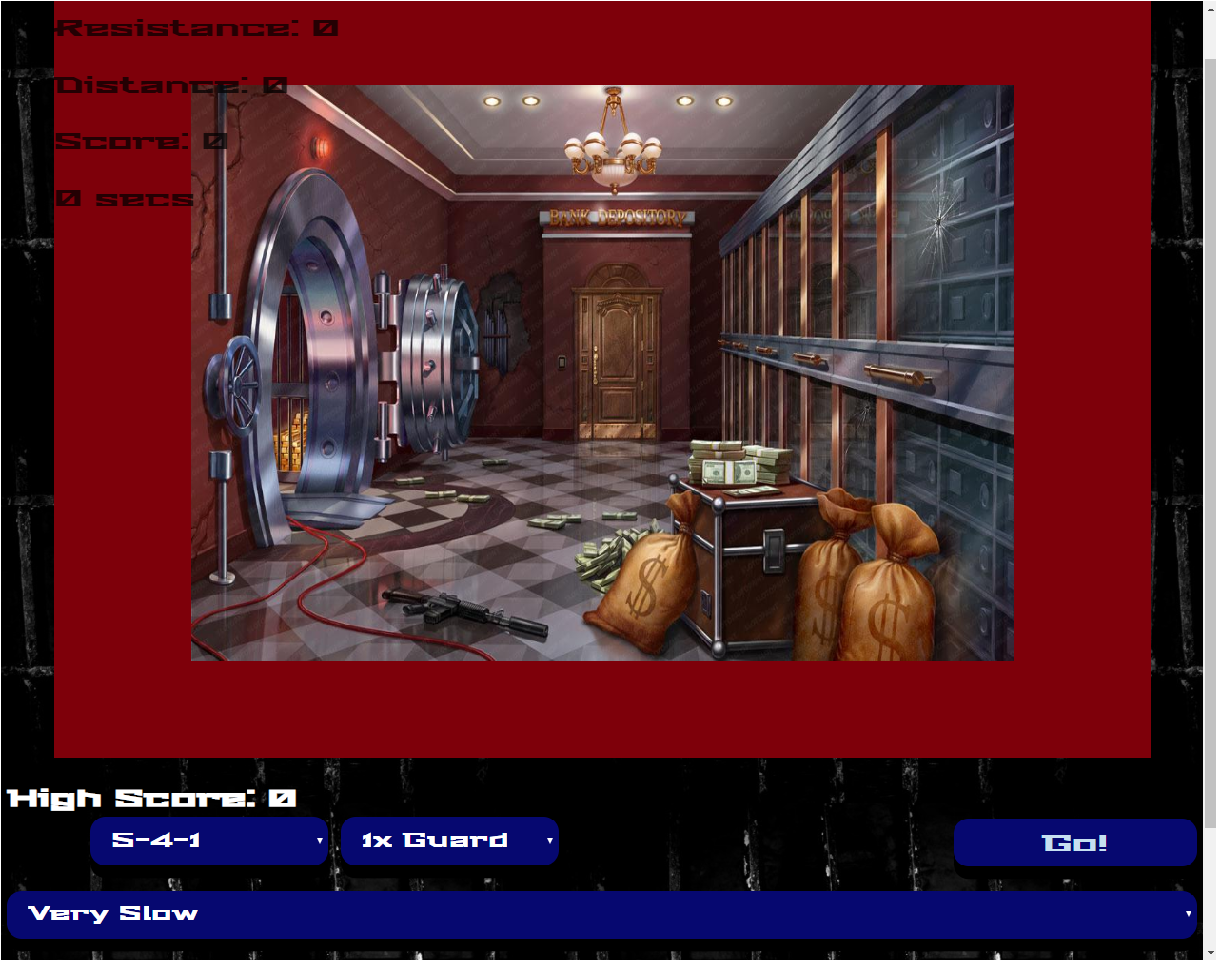 Resistance: 0
Distance: 0
Score: 0
0 secs
BANK DEPOSITORY
$
$
$
High Score: 0
5-4-1
1x Guard
Go!
Very Slow